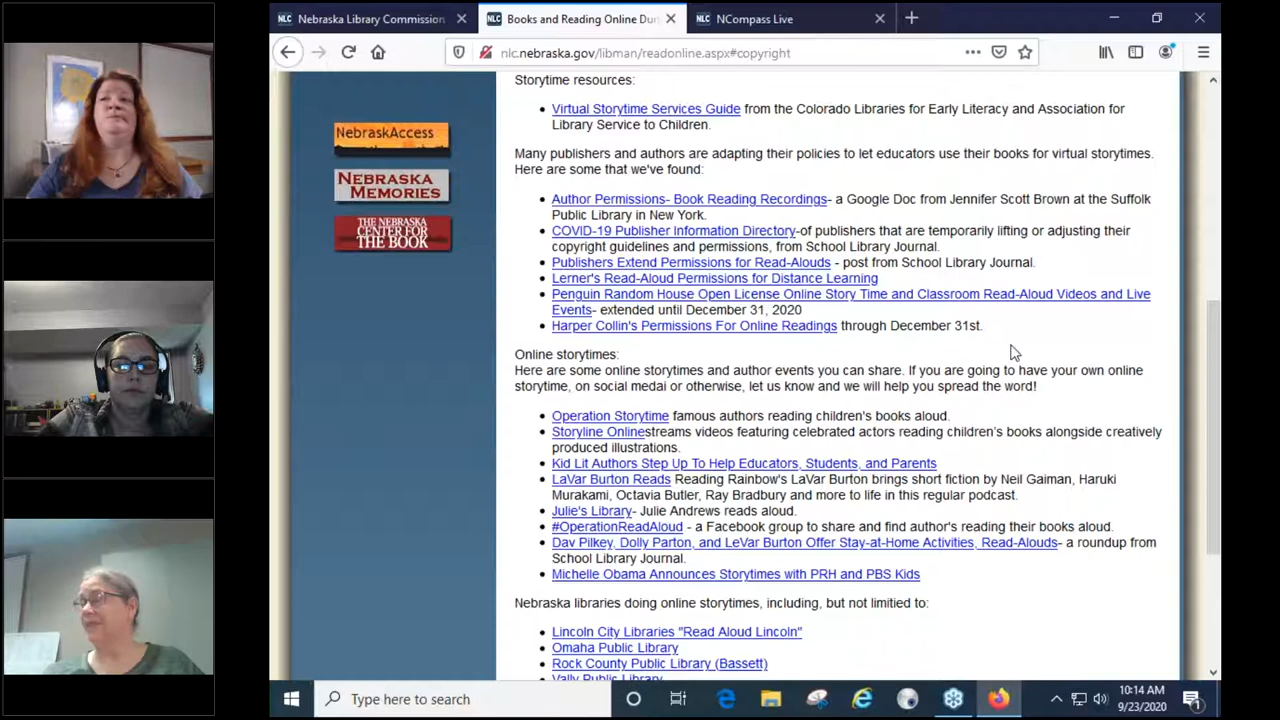 NLC Nebraska Library Commission
NLC Books and Reading Online Dur
NLC NCompass Live
nlc.nebraska.gov/libman/readonline.aspx#copyright
NebraskAccess
NEBRASKA
MEMORIES
THE NEBRASKA
CENTER FOR
THE BOOK
Storytime resources:
Virtual Storytime Services Guide from the Colorado Libraries for Early Literacy and Association for
Library Service to Children.
Many publishers and authors are adapting their policies to let educators use their books for virtual storytimes.
Here are some that we've found:
Author Permissions- Book Reading Recordings- a Google Doc from Jennifer Scott Brown at the Suffolk
Public Library in New York.
COVID-19 Publisher Information Directory-of publishers that are temporarily lifting or adjusting their
copyright guidelines and permissions, from School Library Journal.
Publishers Extend Permissions for Read-Alouds - post from School Library Journal.
Lerner's Read-Aloud Permissions for Distance Learning
Penguin Random House Open License Online Story Time and Classroom Read-Aloud Videos and Live
Events- extended until December 31, 2020
Harper Collin's Permissions For Online Readings through December 31st.
Online storytimes:
Here are some online storytimes and author events you can share. If you are going to have your own online
storytime, on social medai or otherwise, let us know and we will help you spread the word!
Operation Storytime famous authors reading children's books aloud.
Storyline Onlinestreams videos featuring celebrated actors reading children's books alongside creatively
produced illustrations.
Kid Lit Authors Step Up To Help Educators, Students, and Parents
LaVar Burton Reads Reading Rainbow's LaVar Burton brings short fiction by Neil Gaiman, Haruki
Murakami, Octavia Butler, Ray Bradbury and more to life in this regular podcast.
Julie's Library- Julie Andrews reads aloud.
#OperationReadAloud - a Facebook group to share and find author's reading their books aloud.
Dav Pilkey, Dolly Parton, and LeVar Burton Offer Stay-at-Home Activities, Read-Alouds- a roundup from
School Library Journal.
Michelle Obama Announces Storytimes with PRH and PBS Kids
Nebraska libraries doing online storytimes, including, but not limitied to:
Lincoln City Libraries "Read Aloud Lincoln"
Omaha Public Library
Rock County Public Library (Bassett)
Vally Public Library
Type here to search
10:14 AM
9/23/2020
1